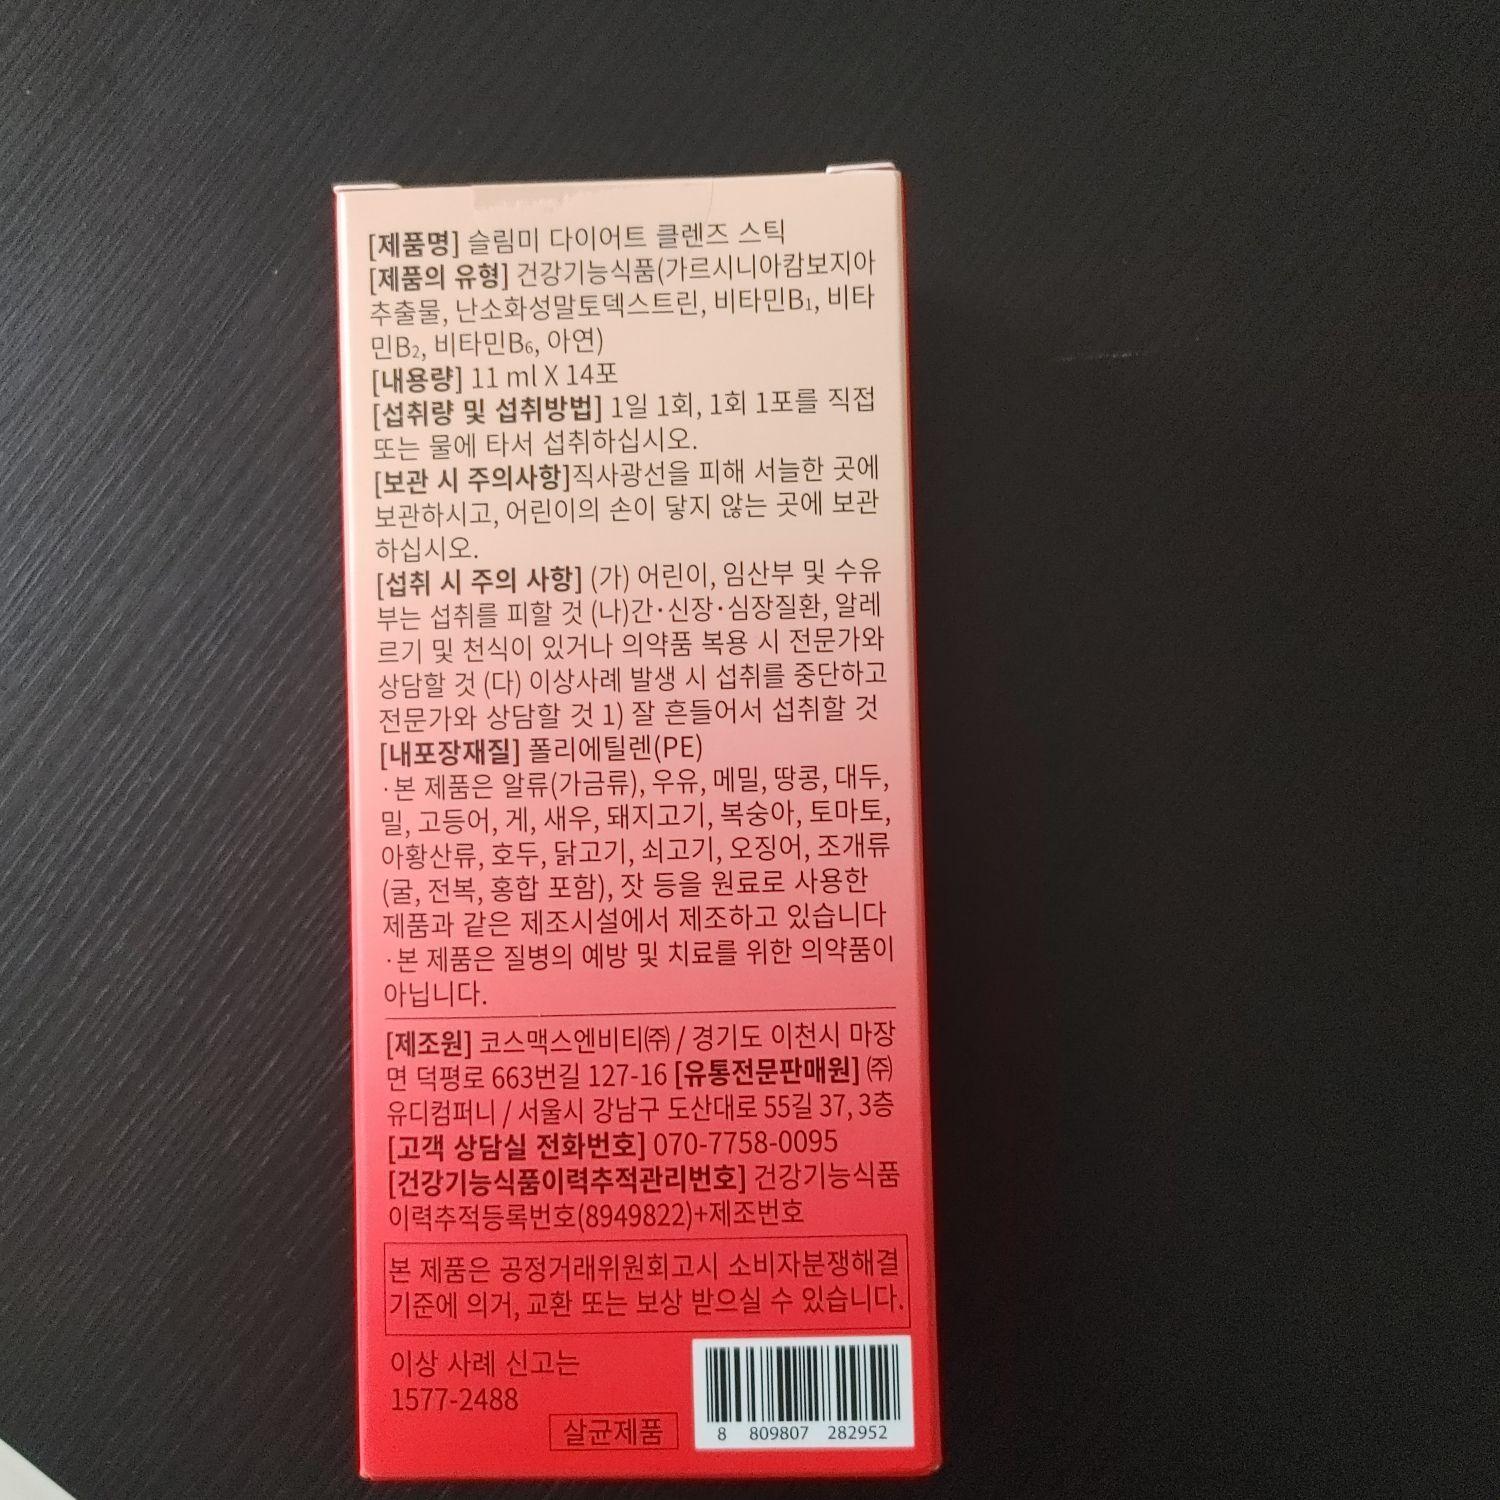 [제품명] 슬림미 다이어트 클렌즈 스틱
[제품의 유형] 건강기능식품(가르시니아캄보지아
추출물, 난소화성말토덱스트린, 비타민B₁, 비타
민B₂, 비타민B₆, 아연)
[내용량] 11 ml X 14포
[섭취량 및 섭취방법] 1일 1회, 1회 1포를 직접
또는 물에 타서 섭취하십시오.
[보관 시 주의사항]직사광선을 피해 서늘한 곳에
보관하시고, 어린이의 손이 닿지 않는 곳에 보관
하십시오.
[섭취 시 주의 사항] (가) 어린이, 임산부 및 수유
부는 섭취를 피할 것 (나)간·신장·심장질환, 알레
르기 및 천식이 있거나 의약품 복용 시 전문가와
상담할 것 (다) 이상사례 발생 시 섭취를 중단하고
전문가와 상담할 것 1) 잘 흔들어서 섭취할 것
[내포장재질] 폴리에틸렌(PE)
·본 제품은 알류(가금류), 우유, 메밀, 땅콩, 대두,
밀, 고등어, 게, 새우, 돼지고기, 복숭아, 토마토,
아황산류, 호두, 닭고기, 쇠고기, 오징어, 조개류
(굴, 전복, 홍합 포함), 잣 등을 원료로 사용한
제품과 같은 제조시설에서 제조하고 있습니다
·본 제품은 질병의 예방 및 치료를 위한 의약품이
아닙니다.
[제조원] 코스맥스엔비티㈜ / 경기도 이천시 마장
면 덕평로 663번길 127-16 [유통전문판매원] ㈜
유디컴퍼니 / 서울시 강남구 도산대로 55길 37, 3층
[고객 상담실 전화번호] 070-7758-0095
[건강기능식품이력추적관리번호] 건강기능식품
이력추적등록번호(8949822)+제조번호
본 제품은 공정거래위원회고시 소비자분쟁해결
기준에 의거, 교환 또는 보상 받으실 수 있습니다.
이상 사례 신고는
1577-2488
살균제품
8 809807 282952